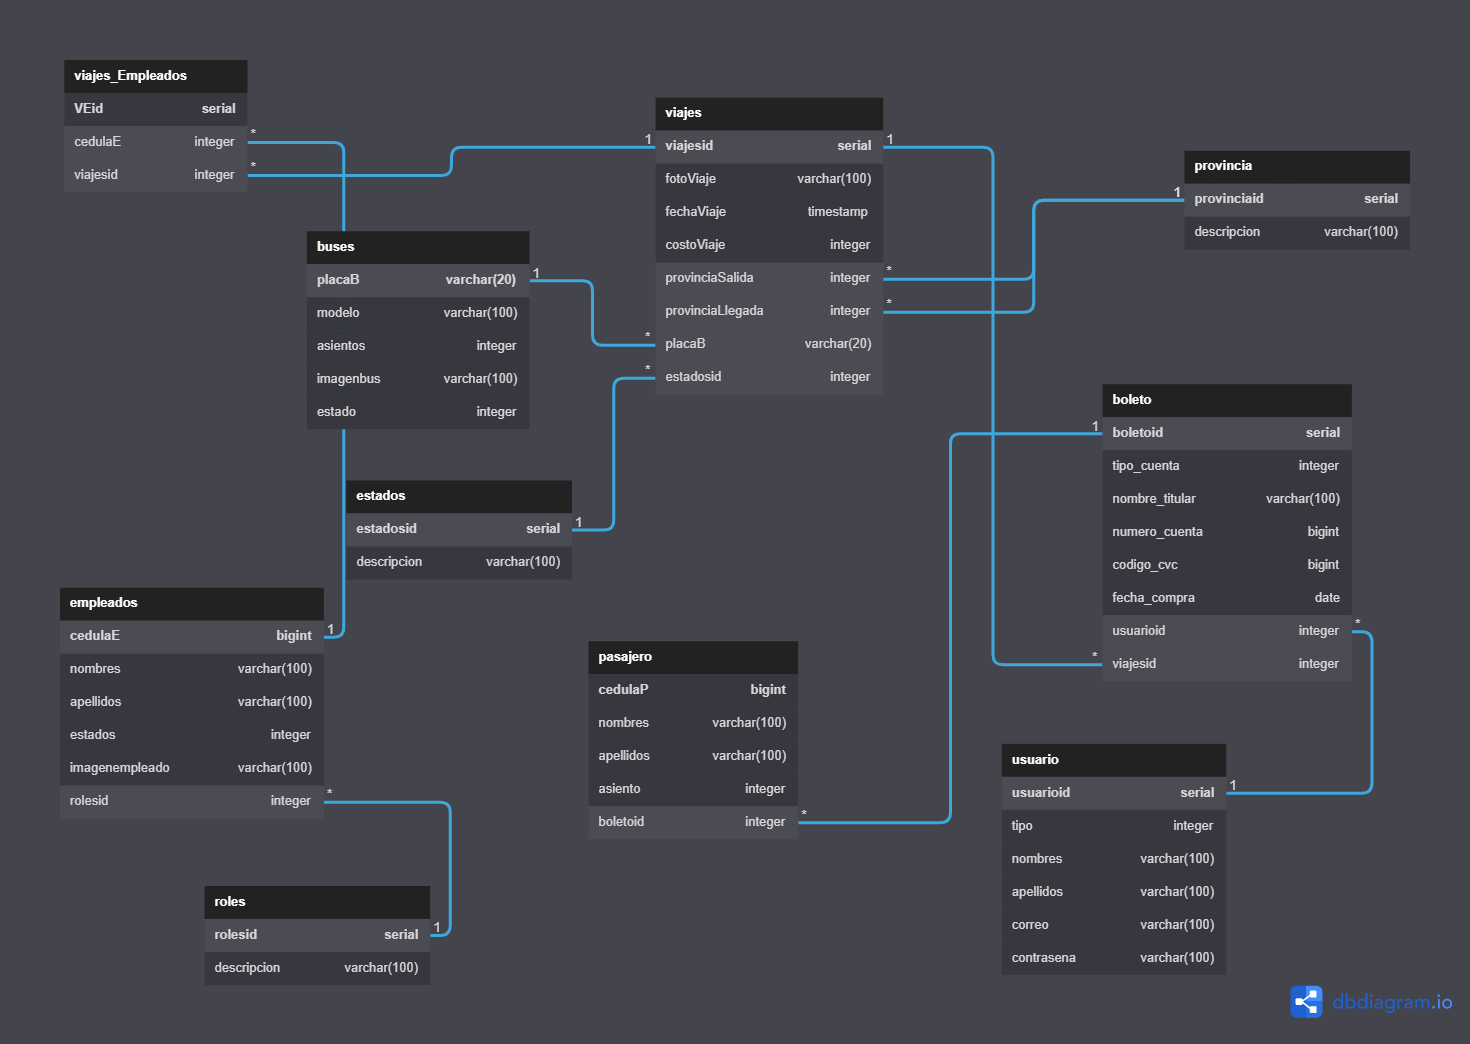 viajes_Empleados
VEid serial
cedulaE integer *
viajesid integer *
viajes
1 viajesid serial 1
fotoViaje varchar(100)
fechaViaje timestamp
costoViaje integer
provinciaSalida integer *
provinciaLlegada integer *
* placaB varchar(20)
* estadosid integer
provincia
1 provinciaid serial
descripcion varchar(100)
buses
placaB varchar(20) 1
modelo varchar(100)
asientos integer
imagenbus varchar(100)
estado integer
boleto
1 boletoid serial
tipo_cuenta integer
nombre_titular varchar(100)
numero_cuenta bigint
codigo_cvc bigint
fecha_compra date
usuarioid integer *
* viajesid integer
estados
estadosid serial 1
descripcion varchar(100)
empleados
cedulaE bigint 1
nombres varchar(100)
apellidos varchar(100)
estados integer
imagenempleado varchar(100)
rolesid integer *
pasajero
cedulaP bigint
nombres varchar(100)
apellidos varchar(100)
asiento integer
boletoid integer *
usuario
usuarioid serial 1
tipo integer
nombres varchar(100)
apellidos varchar(100)
correo varchar(100)
contrasena varchar(100)
roles
rolesid serial 1
descripcion varchar(100)
dbdiagram.io